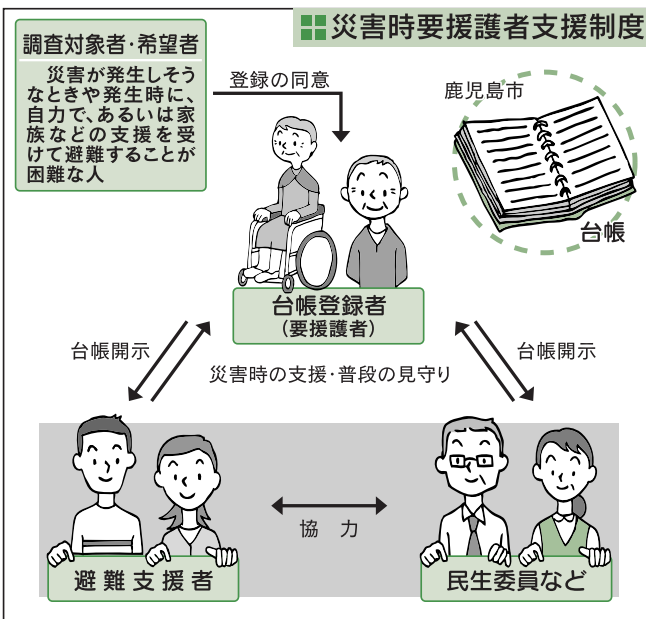 災害時要援護者支援制度
調査対象者・希望者
災害が発生しそう
なときや発生時に、
自力で、あるいは家
族などの支援を受
けて避難することが
困難な人
登録の同意
鹿児島市
台帳
台帳登録者
(要援護者)
台帳開示
台帳開示
災害時の支援・普段の見守り
協力
避難支援者
民生委員など